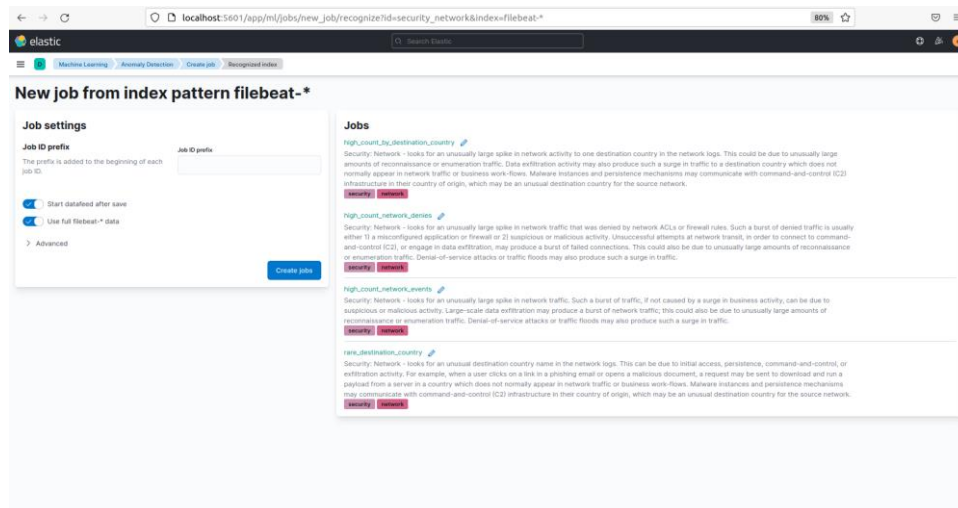 localhost:5601/app/ml/jobs/new_job/recognize?id=security_network&index=filebeat-*
80%
elastic
Search Elastic
D
Machine Learning
Anomaly Detection
Create job
Recognized index
New job from index pattern filebeat-*
Job settings
Job ID prefix
The prefix is added to the beginning of each
job ID.
Job ID prefix
Start datafeed after save
Use full filebeat-* data
Advanced
Create jobs
Jobs
high_count_by_destination_country
Security: Network - looks for an unusually large spike in network activity to one destination country in the network logs. This could be due to unusually large
amounts of reconnaissance or enumeration traffic. Data exfiltration activity may also produce such a surge in traffic to a destination country which does not
normally appear in network traffic or business work-flows. Malware instances and persistence mechanisms may communicate with command-and-control (C2)
infrastructure in their country of origin, which may be an unusual destination country for the source network.
security network
high_count_network_denies
Security: Network - looks for an unusually large spike in network traffic that was denied by network ACLs or firewall rules. Such a burst of denied traffic is usually
either 1) a misconfigured application or firewall or 2) suspicious or malicious activity. Unsuccessful attempts at network transit, in order to connect to command-
and-control (C2), or engage in data exfiltration, may produce a burst of failed connections. This could also be due to unusually large amounts of reconnaissance
or enumeration traffic. Denial-of-service attacks or traffic floods may also produce such a surge in traffic.
security network
high_count_network_events
Security: Network - looks for an unusually large spike in network traffic. Such a burst of traffic, if not caused by a surge in business activity, can be due to
suspicious or malicious activity. Large-scale data exfiltration may produce a burst of network traffic; this could also be due to unusually large amounts of
reconnaissance or enumeration traffic. Denial-of-service attacks or traffic floods may also produce such a surge in traffic.
security network
rare_destination_country
Security: Network - looks for an unusual destination country name in the network logs. This can be due to initial access, persistence, command-and-control, or
exfiltration activity. For example, when a user clicks on a link in a phishing email or opens a malicious document, a request may be sent to download and run a
payload from a server in a country which does not normally appear in network traffic or business work-flows. Malware instances and persistence mechanisms
may communicate with command-and-control (C2) infrastructure in their country of origin, which may be an unusual destination country for the source network.
security network